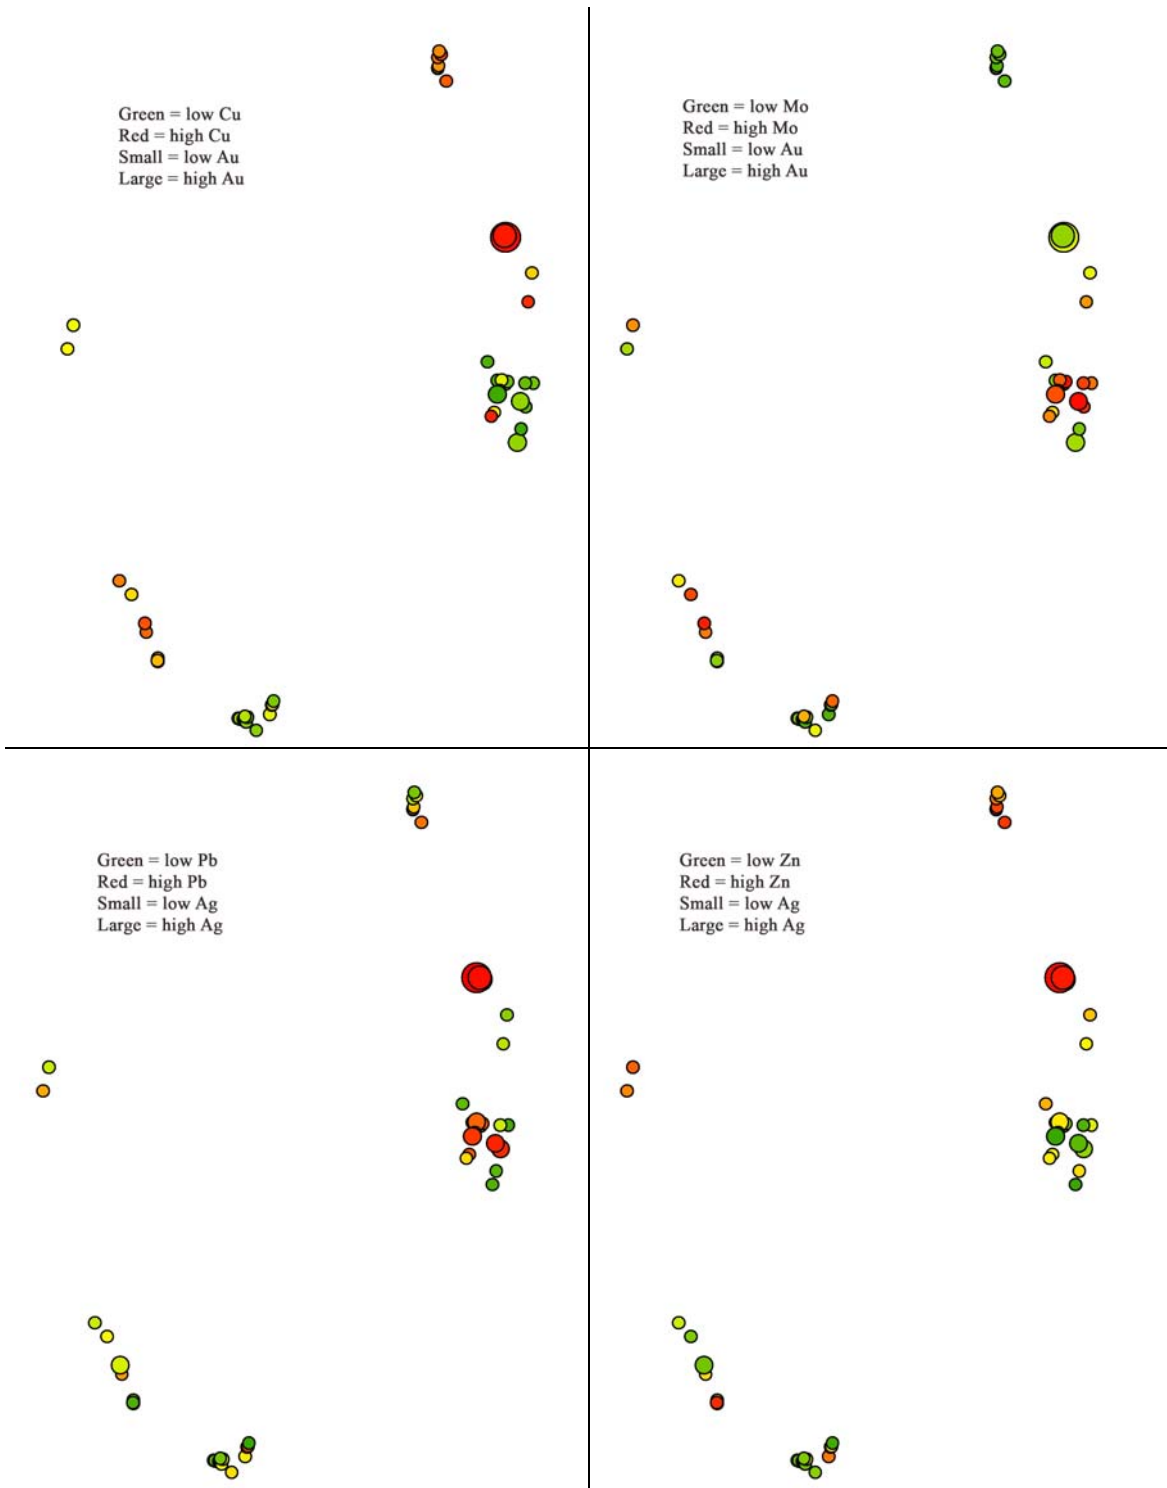 Green = low Cu
Red = high Cu
Small = low Au
Large = high Au
Green = low Mo
Red = high Mo
Small = low Au
Large = high Au
Green = low Pb
Red = high Pb
Small = low Ag
Large = high Ag
Green = low Zn
Red = high Zn
Small = low Ag
Large = high Ag